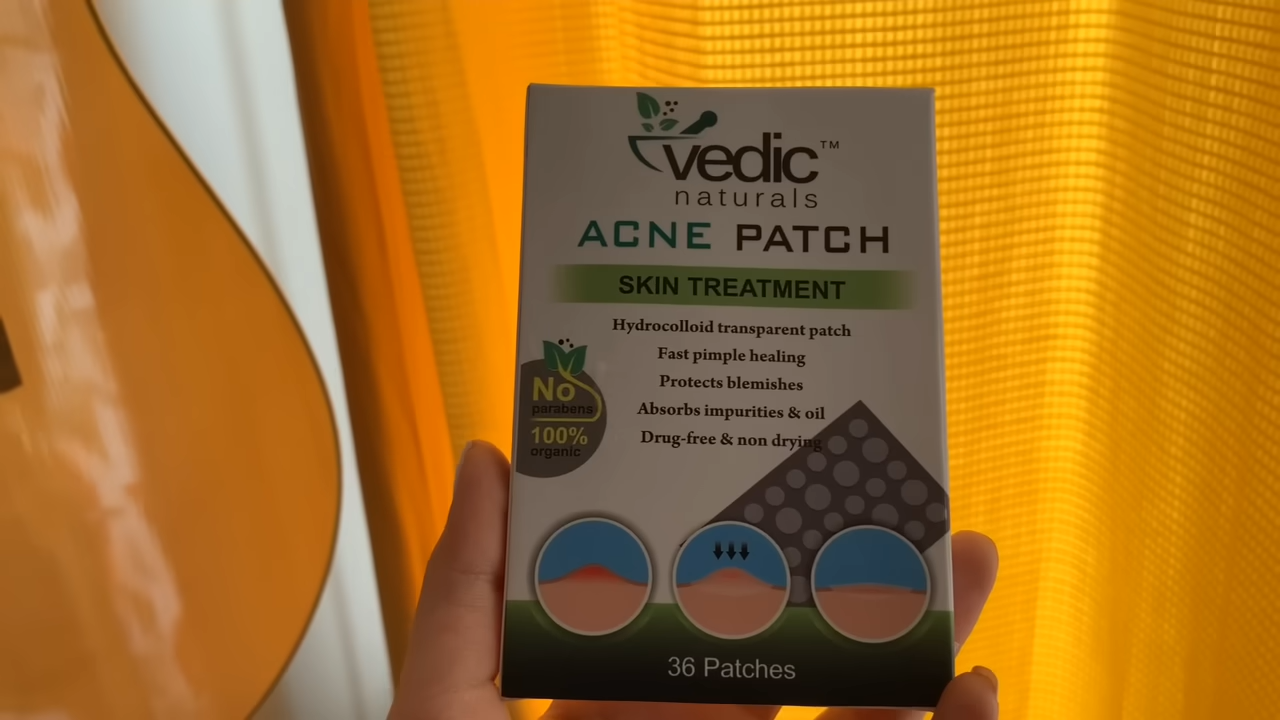 vedic™
naturals
ACNE PATCH
SKIN TREATMENT
Hydrocolloid transparent patch
Fast pimple healing
Protects blemishes
Absorbs impurities & oil
Drug-free & non drying
No
parabens
100%
organic
36 Patches